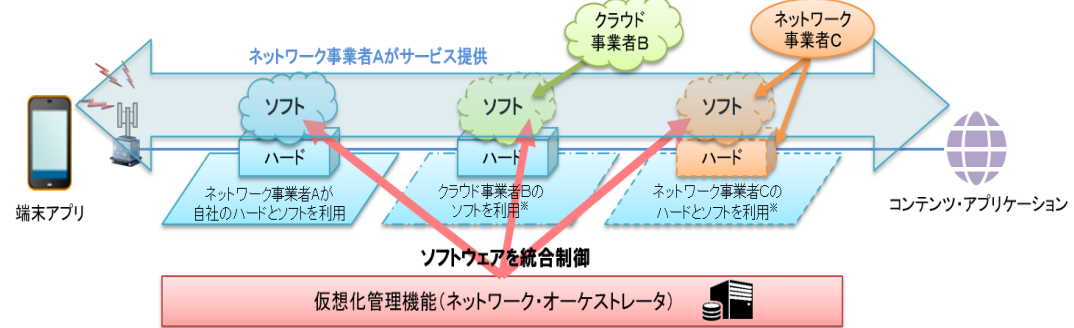 クラウド
事業者B
ネットワーク
事業者C
ネットワーク事業者Aがサービス提供
ソフト
ソフト
ソフト
ハード
ハード
ハード
ネットワーク事業者Aが
自社のハードとソフトを利用
クラウド事業者Bの
ソフトを利用※
ネットワーク事業者Cの
ハードとソフトを利用※
端末アプリ
コンテンツ・アプリケーション
ソフトウェアを統合制御
仮想化管理機能(ネットワーク・オーケストレータ)